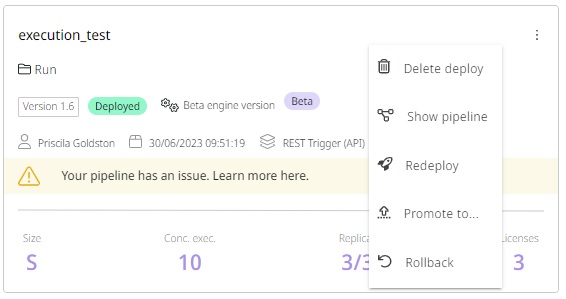 execution_test
Run
Version 1.6 Deployed Beta engine version Beta
Priscila Goldston 30/06/2023 09:51:19 REST Trigger (API)
Your pipeline has an issue. Learn more here.
Size Conc. exec. Replica
S 10 3/3 3
Delete deploy
Show pipeline
Redeploy
Promote to...
Rollback